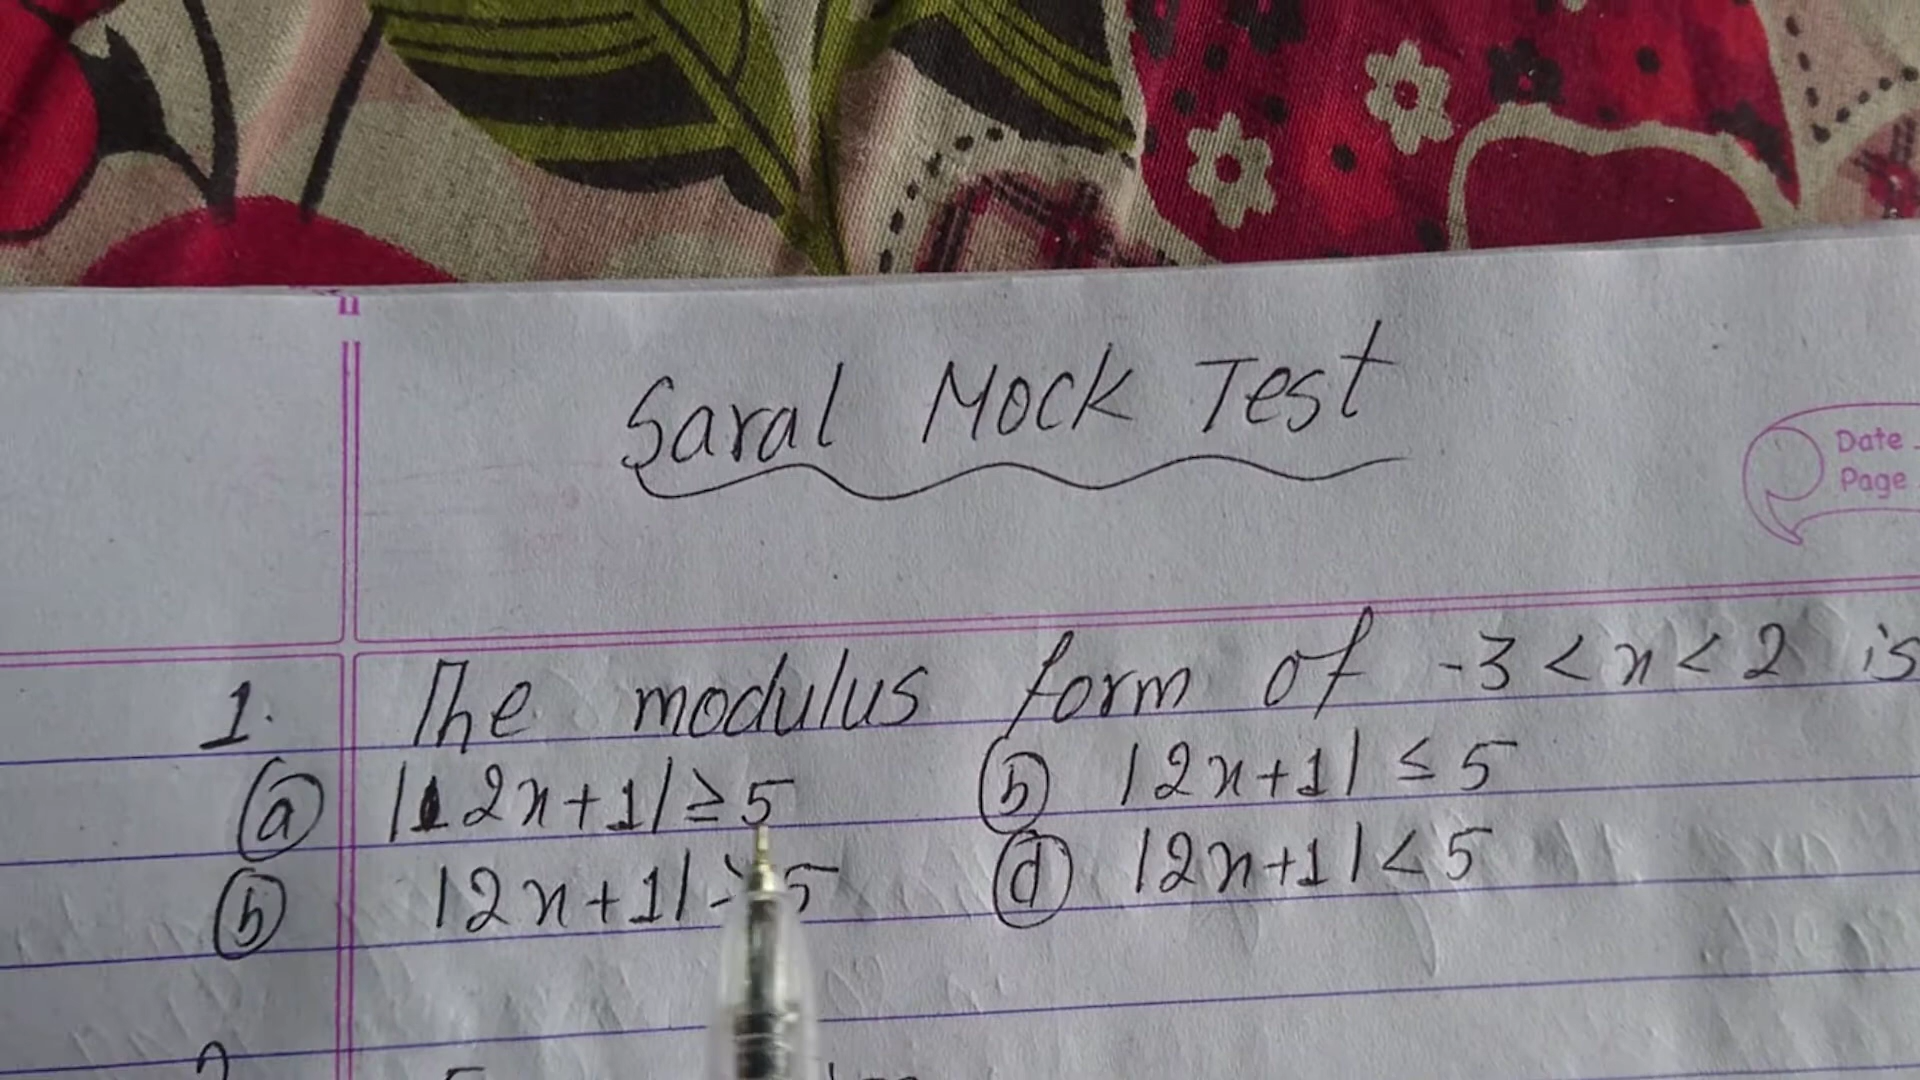 Saral Mock Test
Date
Page
1. The modulus form of -3 < x < 2 is
(a) |2x+1| ≥ 5 (b) |2x+1| ≤ 5
(b) |2x+1| > 5 (d) |2x+1| < 5